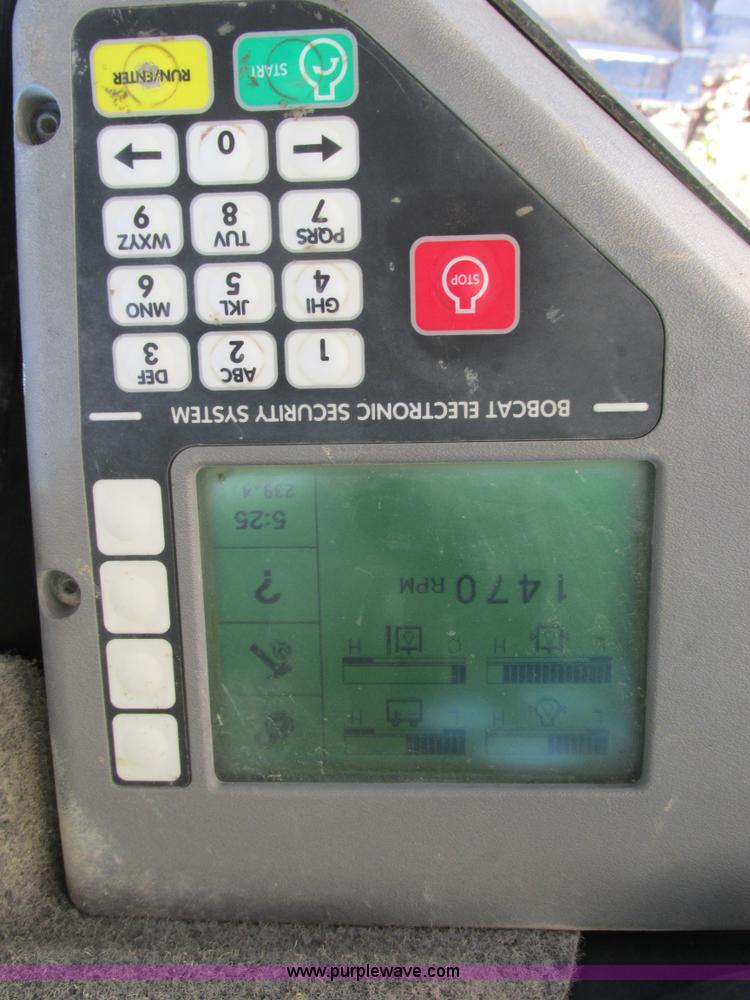 L H
L H
H
C H
1470 RPM
?
5:25
239.4
BOBCAT ELECTRONIC SECURITY SYSTEM
1
ABC
2
DEF
3
GHI
4
JKL
5
MNO
6
PQRS
7
TUV
8
WXYZ
9
0
STOP
START
RUN/ENTER
www.purplewave.com